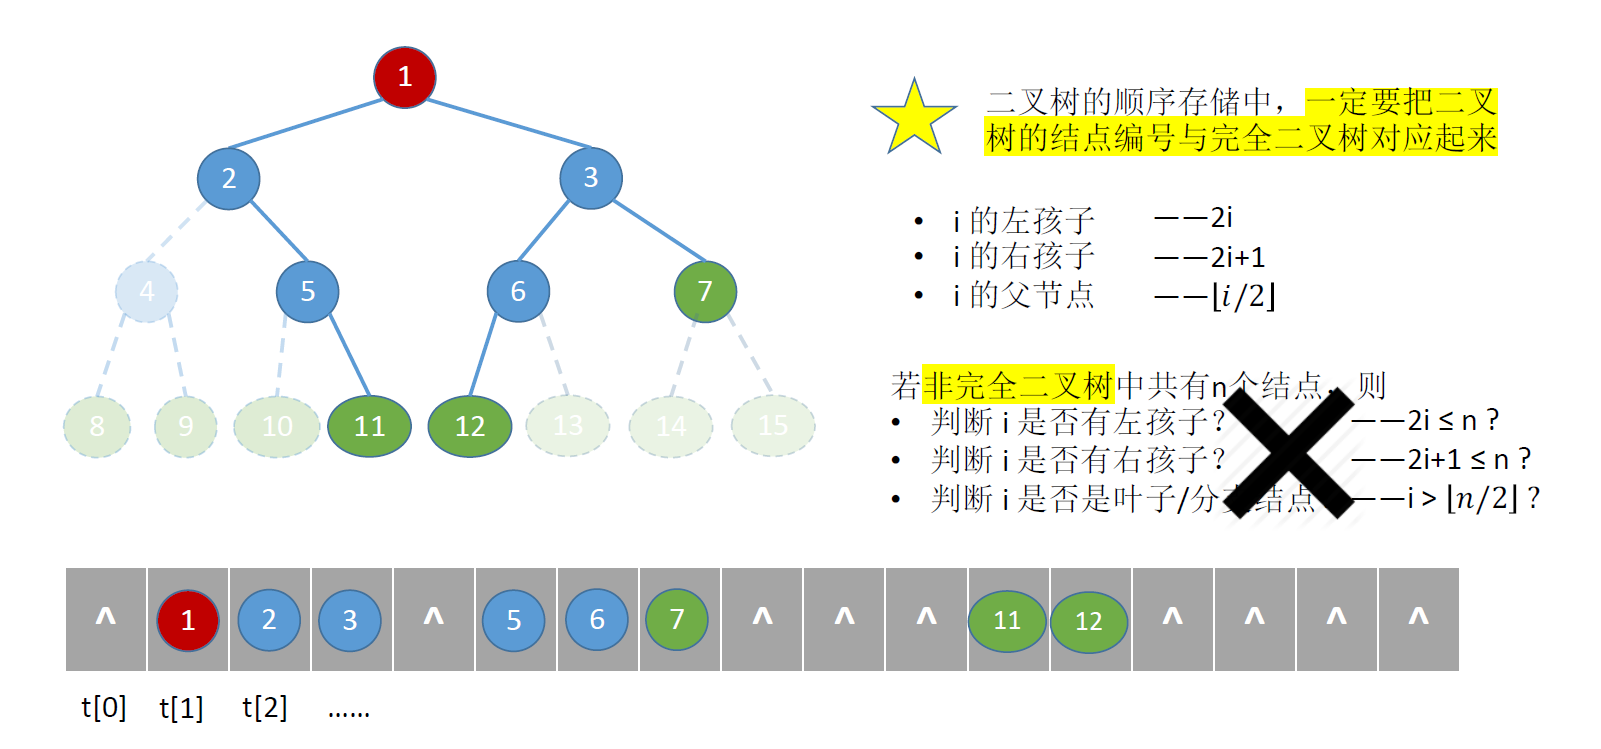 1
二叉树的顺序存储中，一定要把二叉
树的结点编号与完全二叉树对应起来
2 3
• i 的左孩子 ——2i
• i 的右孩子 ——2i+1
• i 的父节点 ——⌊i/2⌋
4 5 6 7
若非完全二叉树中共有n个结点，则
• 判断 i 是否有左孩子？ ——2i ≤ n ?
• 判断 i 是否有右孩子？ ——2i+1 ≤ n ?
• 判断 i 是否是叶子/分支结点 ——i > ⌊n/2⌋ ?
8 9 10 11 12 13 14 15
^ 1 2 3 ^ 5 6 7 ^ ^ ^ 11 12 ^ ^ ^ ^
t[0] t[1] t[2] ......